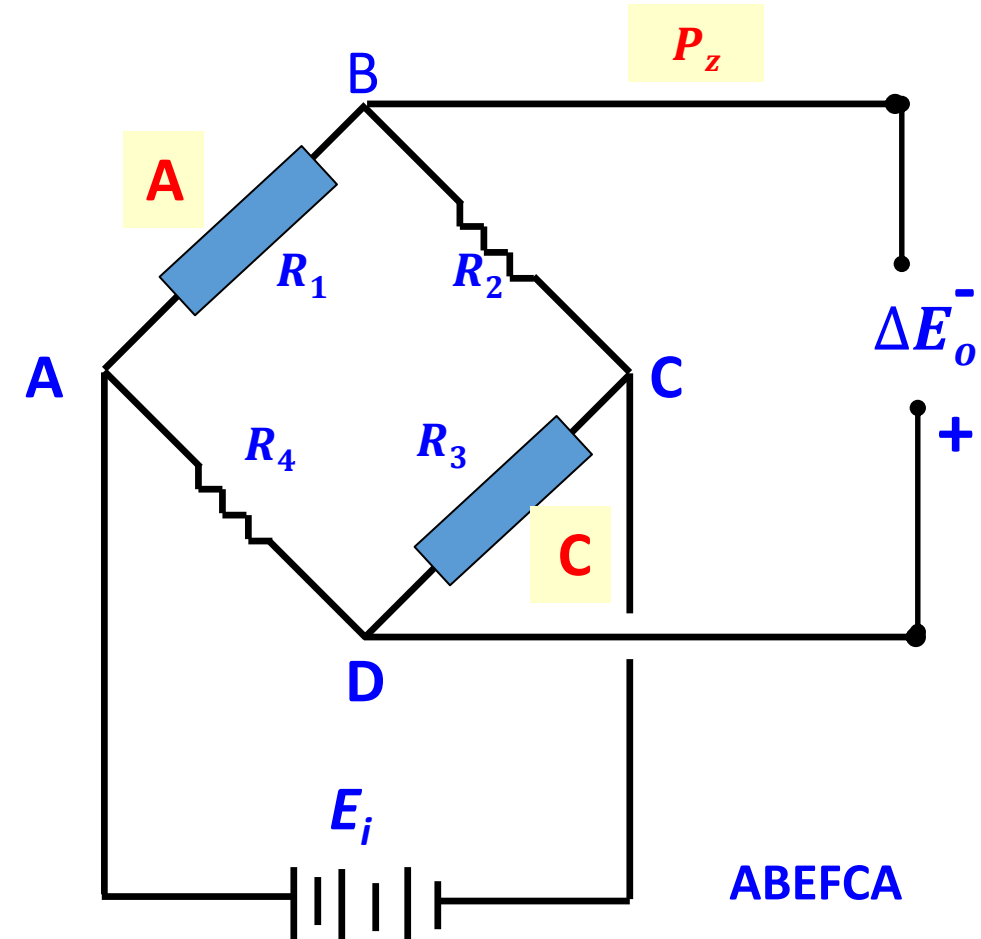 P_z
B
A
R_1
R_2
A
C
R_4
R_3
ΔE_o
-
+
C
D
E_i
ABEFCA